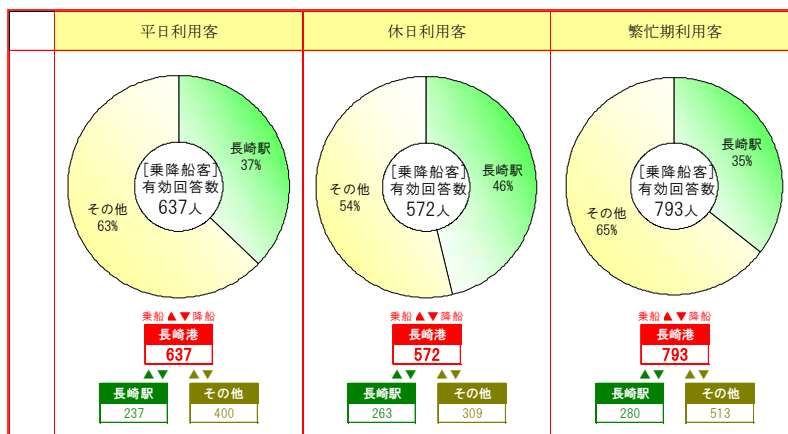 平日利用客
休日利用客
繁忙期利用客
長崎駅
37%
[乗降船客]
有効回答数
637人
その他
63%
長崎駅
46%
[乗降船客]
有効回答数
572人
その他
54%
長崎駅
35%
[乗降船客]
有効回答数
793人
その他
65%
乗船▲▼降船
長崎港
637
▲▼ ▲▼
長崎駅 その他
237 400
乗船▲▼降船
長崎港
572
▲▼ ▲▼
長崎駅 その他
263 309
乗船▲▼降船
長崎港
793
▲▼ ▲▼
長崎駅 その他
280 513